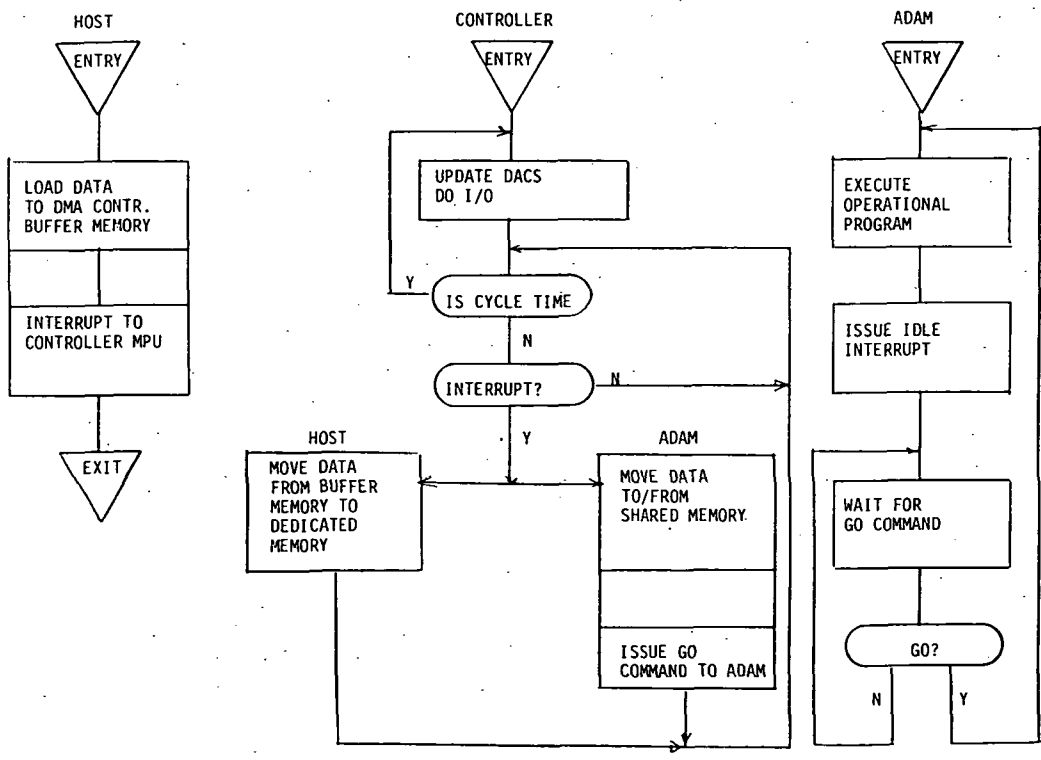 HOST
ENTRY
LOAD DATA
TO DMA CONTR.
BUFFER MEMORY
INTERRUPT TO
CONTROLLER MPU
EXIT
CONTROLLER
ENTRY
UPDATE DACS
DO I/O
Y
IS CYCLE TIME
N
INTERRUPT?
N
Y
HOST
MOVE DATA
FROM BUFFER
MEMORY TO
DEDICATED
MEMORY
ADAM
MOVE DATA
TO/FROM
SHARED MEMORY
ISSUE GO
COMMAND TO ADAM
ADAM
ENTRY
EXECUTE
OPERATIONAL
PROGRAM
ISSUE IDLE
INTERRUPT
WAIT FOR
GO COMMAND
GO?
N
Y